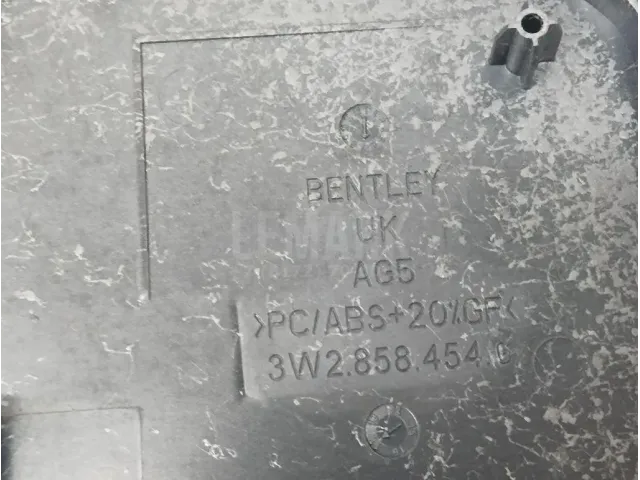 BENTLEY
UK
AG5
>PC/ABS+20%GF<
3W2.858.454 C